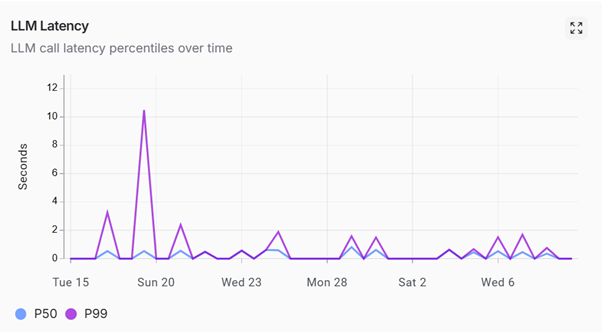 LLM Latency
LLM call latency percentiles over time
12
10
8
6
4
2
0
Seconds
Tue 15 Sun 20 Wed 23 Mon 28 Sat 2 Wed 6
P50 P99